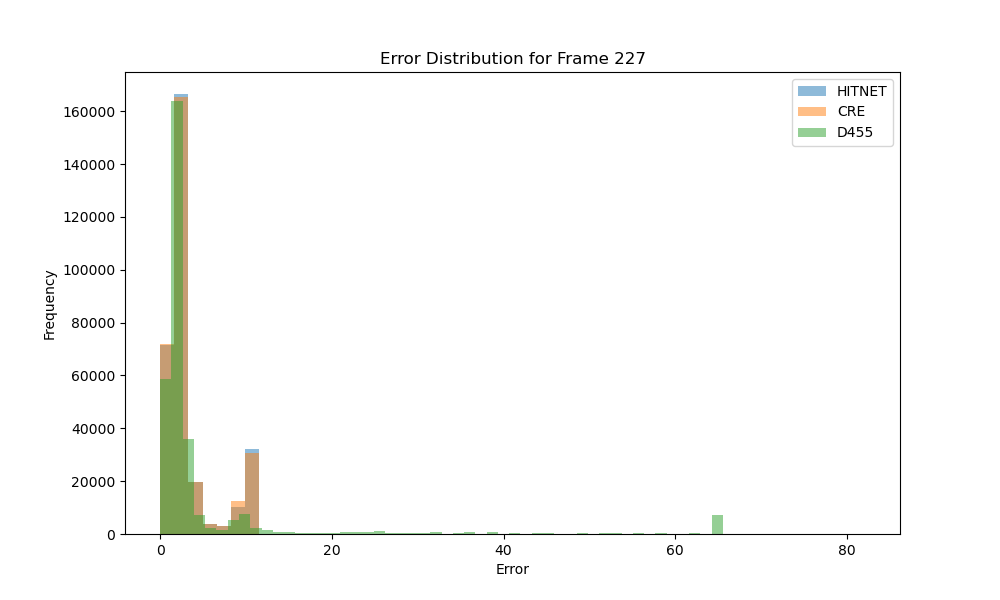 Error Distribution for Frame 227
HITNET
CRE
D455
160000
140000
120000
100000
80000
60000
40000
20000
0
Frequency
0 20 40 60 80
Error